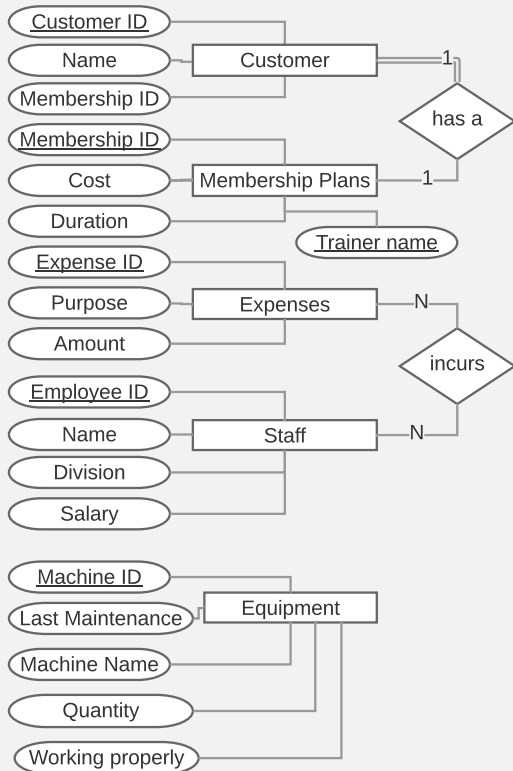 Customer ID
Name
Customer
1
Membership ID
has a
Membership ID
Cost
Membership Plans
1
Duration
Trainer name
Expense ID
Purpose
Expenses
N
Amount
incurs
Employee ID
Name
Staff
N
Division
Salary
Machine ID
Last Maintenance
Equipment
Machine Name
Quantity
Working properly